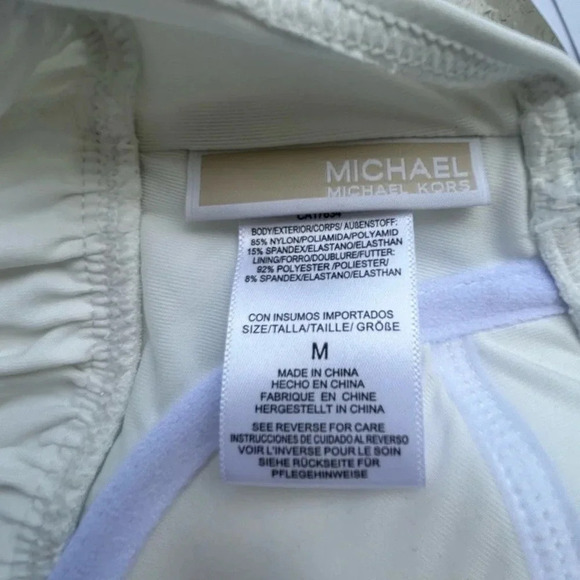 MICHAEL
MICHAEL KORS
BODY/EXTERIOR/CORPS/ AUßENSTOFF:
85% NYLON/POLIAMIDA/POLYAMID
15% SPANDEX/ELASTANO/ELASTHAN
LINING/FORRO/DOUBLURE/FUTTER:
92% POLYESTER /POLIESTER/
8% SPANDEX/ELASTANO/ELASTHAN
CON INSUMOS IMPORTADOS
SIZE/TALLA/TAILLE/ GRÖßE
M
MADE IN CHINA
HECHO EN CHINA
FABRIQUE EN CHINE
HERGESTELLT IN CHINA
SEE REVERSE FOR CARE
INSTRUCCIONES DE CUIDADO AL REVERSO
VOIR L'INVERSE POUR LE SOIN
SIEHE RÜCKSEITE FÜR
PFLEGEHINWEISE